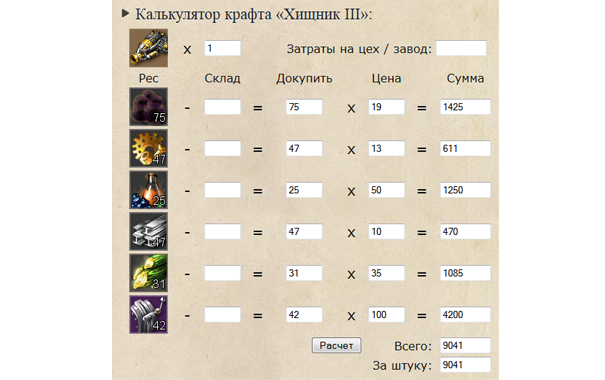 Калькулятор крафта «Хищник III»:
x 1 Затраты на цех / завод:
Рес Склад Докупить Цена Сумма
75 - = 75 x 19 = 1425
47 - = 47 x 13 = 611
25 - = 25 x 50 = 1250
47 - = 47 x 10 = 470
31 - = 31 x 35 = 1085
42 - = 42 x 100 = 4200
Расчет Всего: 9041
За штуку: 9041